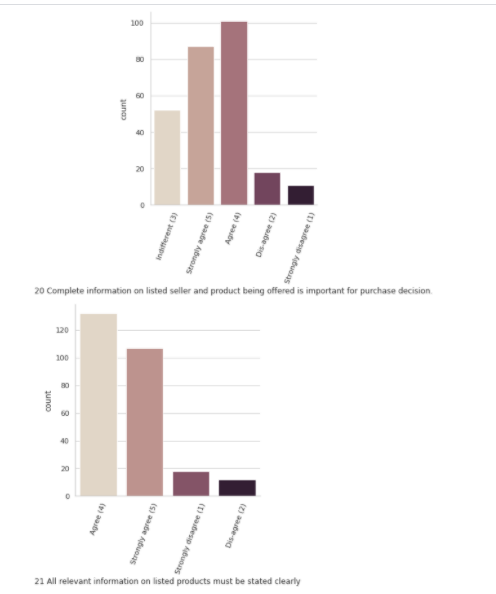 100
80
60
40
20
0
count
Indifferent (3)
Strongly agree (5)
Agree (4)
Dis-agree (2)
Strongly disagree (1)
20 Complete information on listed seller and product being offered is important for purchase decision.
120
100
80
60
40
20
0
count
Agree (4)
Strongly agree (5)
Strongly disagree (1)
Dis-agree (2)
21 All relevant information on listed products must be stated clearly